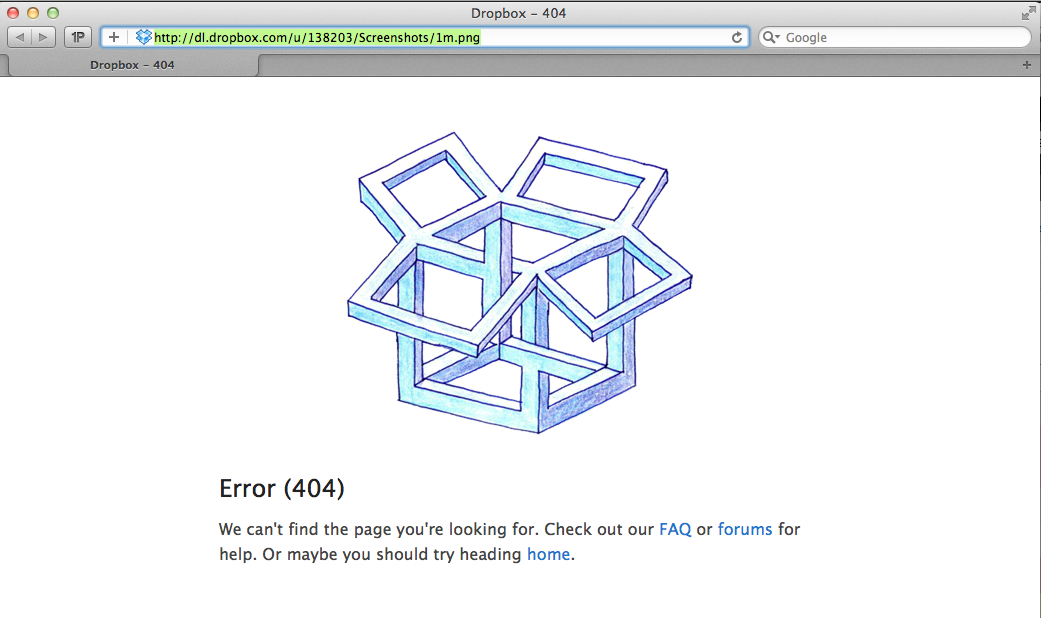 Dropbox – 404
1P
+
http://dl.dropbox.com/u/138203/Screenshots/1m.png
Google
Dropbox – 404
+
Error (404)
We can't find the page you're looking for. Check out our FAQ or forums for
help. Or maybe you should try heading home.